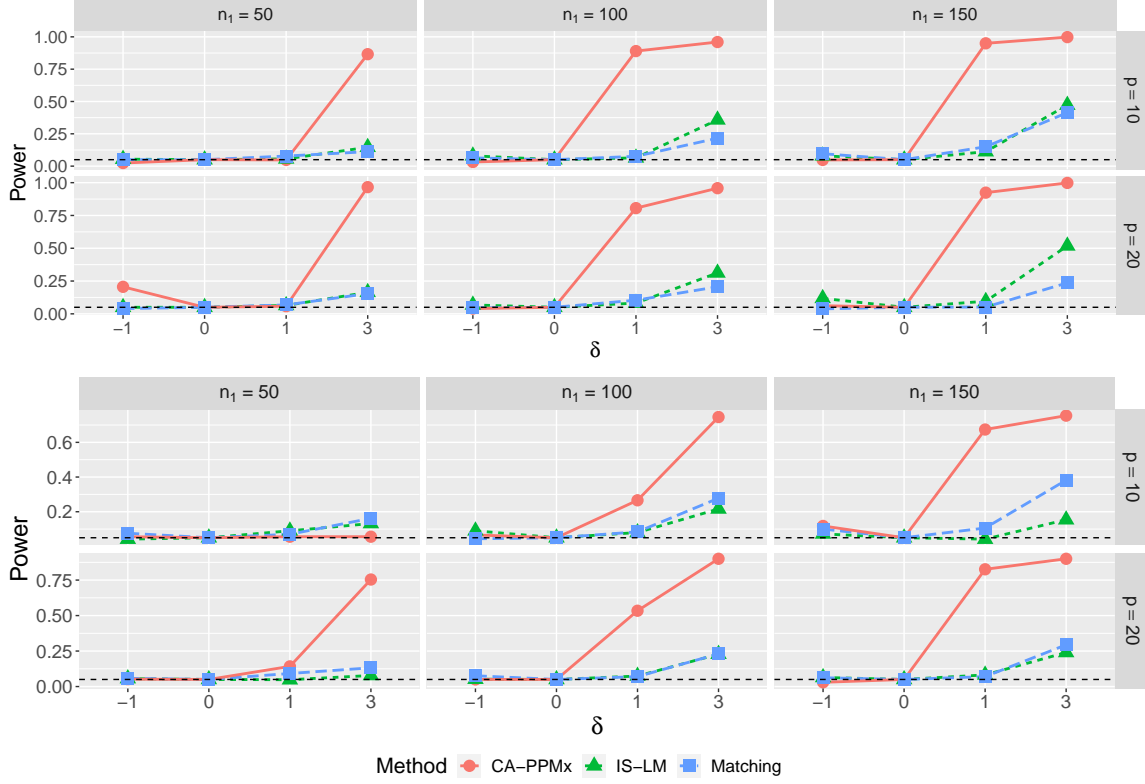 n₁ = 50 n₁ = 100 n₁ = 150
1.00
0.75
0.50
0.25
0.00
p = 10
Power
1.00
0.75
0.50
0.25
0.00
p = 20
−1 0 1 3 −1 0 1 3 −1 0 1 3
δ
n₁ = 50 n₁ = 100 n₁ = 150
0.6
0.4
0.2
p = 10
Power
0.75
0.50
0.25
0.00
p = 20
−1 0 1 3 −1 0 1 3 −1 0 1 3
δ
Method CA−PPMx IS−LM Matching